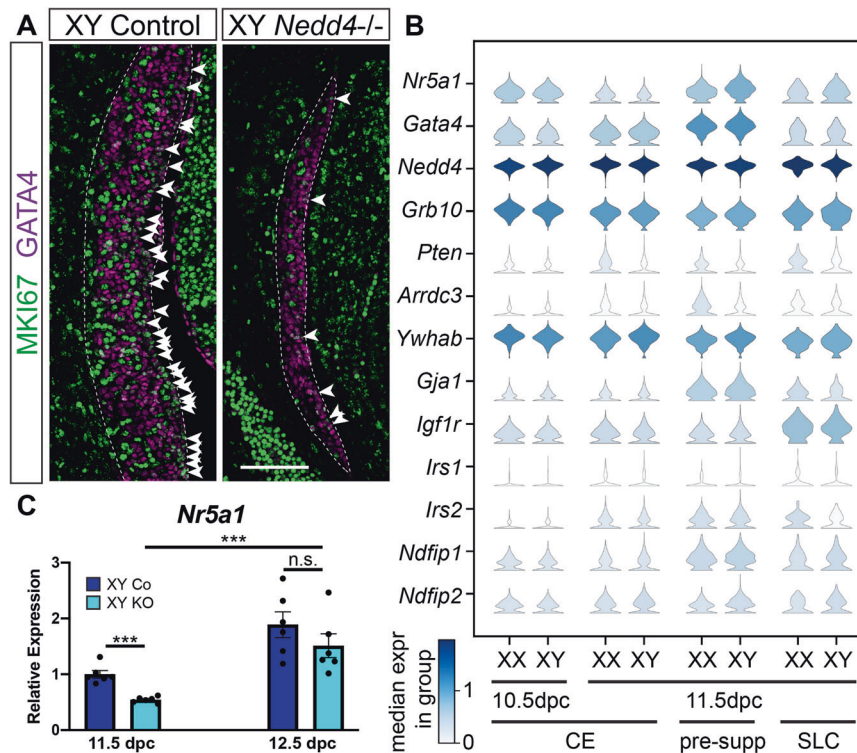 A
XY Control
XY Nedd4-/-
MKI67 GATA4
B
Nr5a1
Gata4
Nedd4
Grb10
Pten
Arrdc3
Ywhab
Gja1
Igf1r
Irs1
Irs2
Ndfip1
Ndfip2
XX XY XX XY XX XY XX XY
10.5dpc 11.5dpc
CE pre-supp SLC
median expr
in group
1
0
C
Nr5a1
***
n.s.
***
XY Co
XY KO
Relative Expression
3
2
1
0
11.5 dpc 12.5 dpc